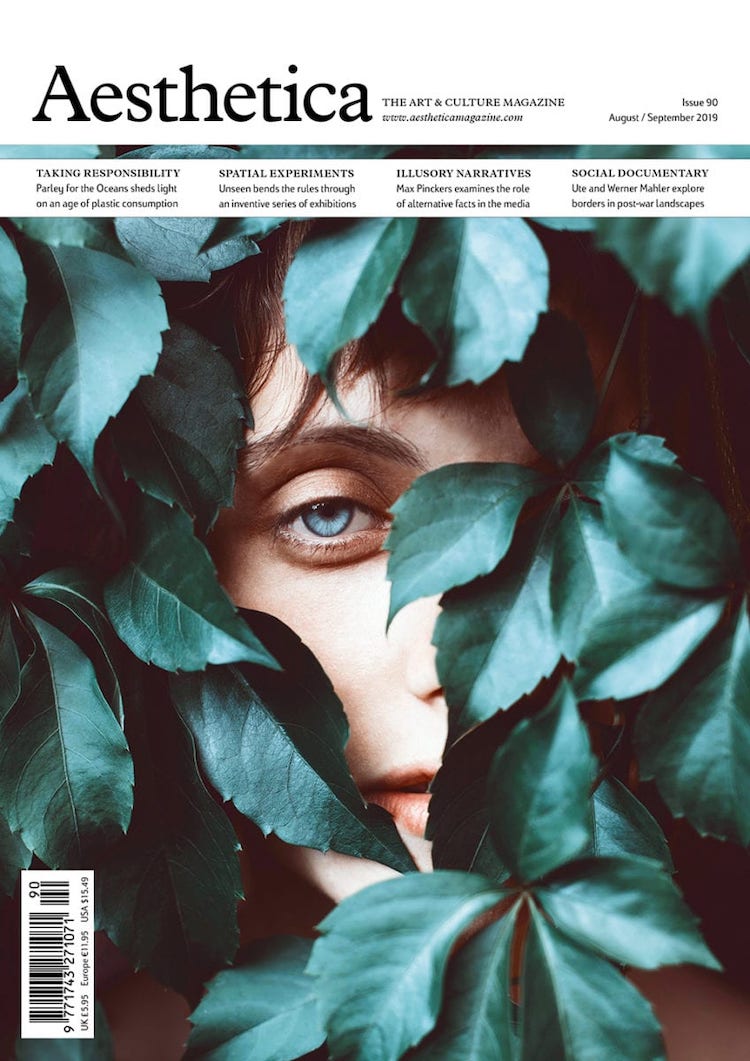 Aesthetica
THE ART & CULTURE MAGAZINE
www.aestheticamagazine.com
Issue 90
August / September 2019
TAKING RESPONSIBILITY
Parley for the Oceans sheds light
on an age of plastic consumption
SPATIAL EXPERIMENTS
Unseen bends the rules through
an inventive series of exhibitions
ILLUSORY NARRATIVES
Max Pinckers examines the role
of alternative facts in the media
SOCIAL DOCUMENTARY
Ute and Werner Mahler explore
borders in post-war landscapes
90
9 771743 271071
UK £5.95 Europe €11.95 USA $15.49